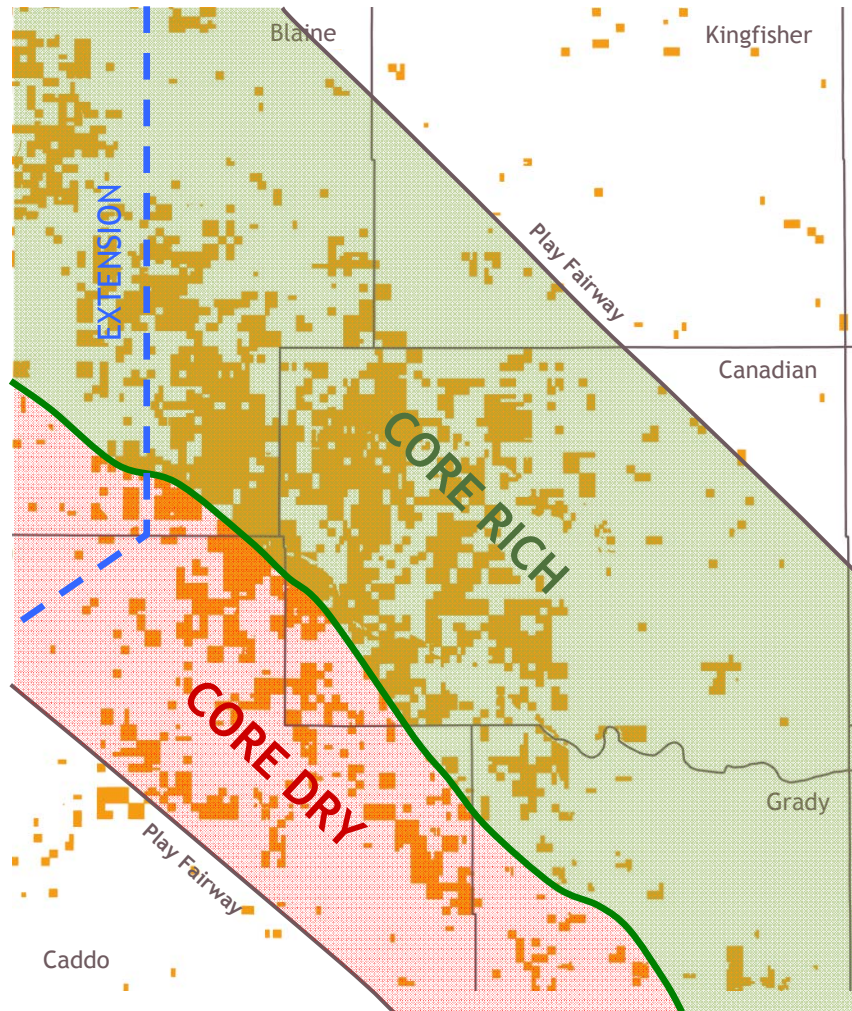 Blaine
Kingfisher
EXTENSION
Play Fairway
Canadian
CORE RICH
CORE DRY
Grady
Play Fairway
Caddo